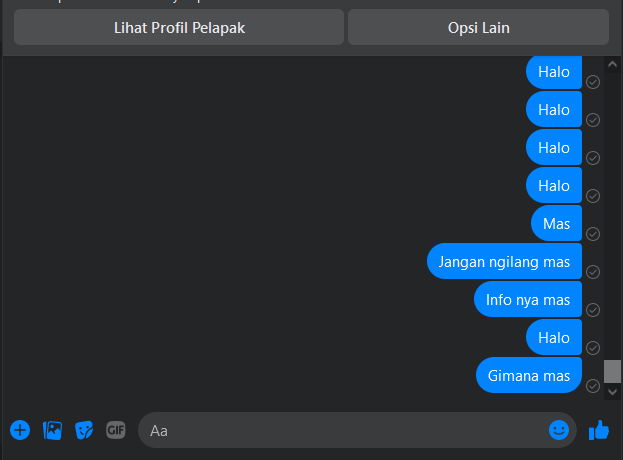 Lihat Profil Pelapak
Opsi Lain
Halo
Halo
Halo
Halo
Mas
Jangan ngilang mas
Info nya mas
Halo
Gimana mas
GIF
Aa